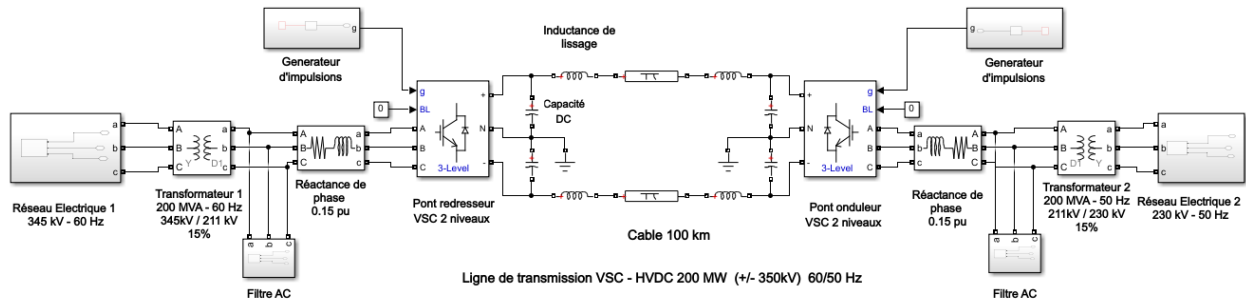 Generateur
d'impulsions
g
Inductance de
lissage
g
Generateur
d'impulsions
0
g
BL
A
B
C
+
N
-
3-Level
Pont redresseur
VSC 2 niveaux
Capacité
DC
+
N
-
g
BL
a
b
c
3-Level
Pont onduleur
VSC 2 niveaux
0
a
b
c
Réseau Electrique 1
345 kV - 60 Hz
A
B
C
a
b
c
Y
D1
Transformateur 1
200 MVA - 60 Hz
345kV / 211 kV
15%
A
B
C
a
b
c
Réactance de
phase
0.15 pu
a
b
c
Filtre AC
Cable 100 km
a
b
c
A
B
C
Réactance de
phase
0.15 pu
A
B
C
a
b
c
D1
Y
Transformateur 2
200 MVA - 50 Hz
211kV / 230 kV
15%
a
b
c
Réseau Electrique 2
230 kV - 50 Hz
a
b
c
Filtre AC
Ligne de transmission VSC - HVDC 200 MW (+/- 350kV) 60/50 Hz